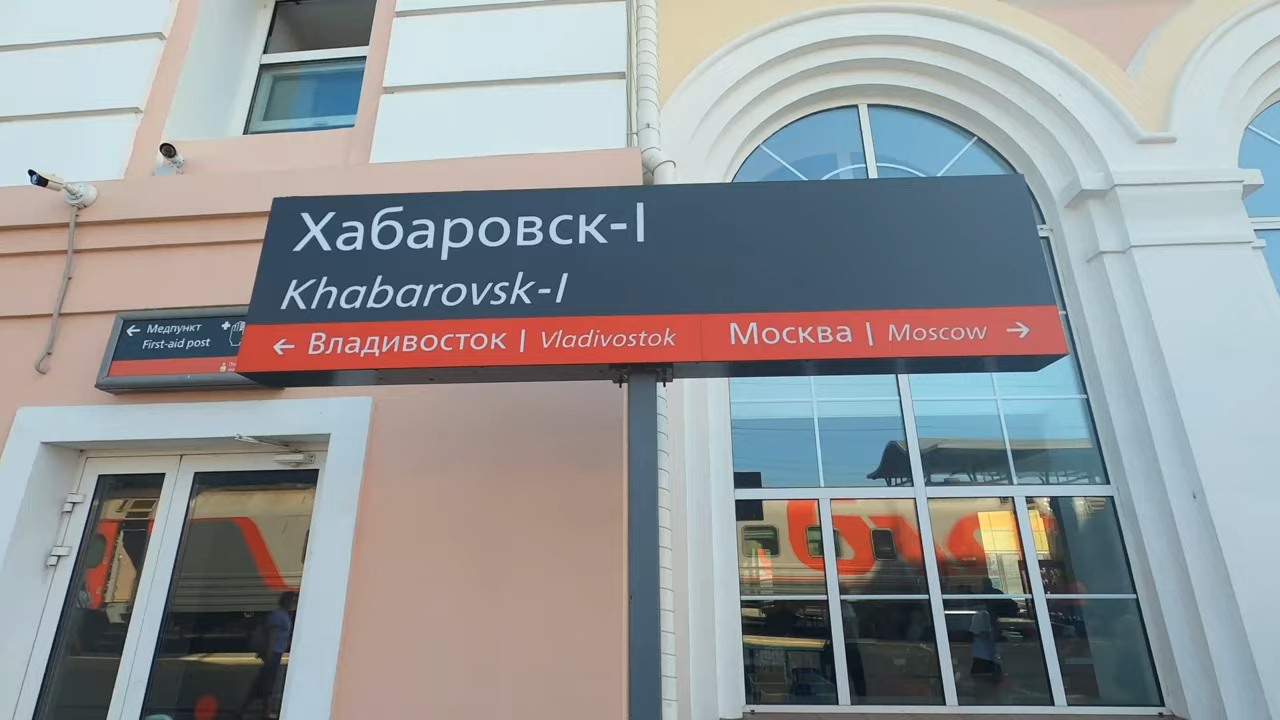 Хабаровск-I
Khabarovsk-I
← Владивосток | Vladivostok
Москва | Moscow →
← Медпункт
First-aid post